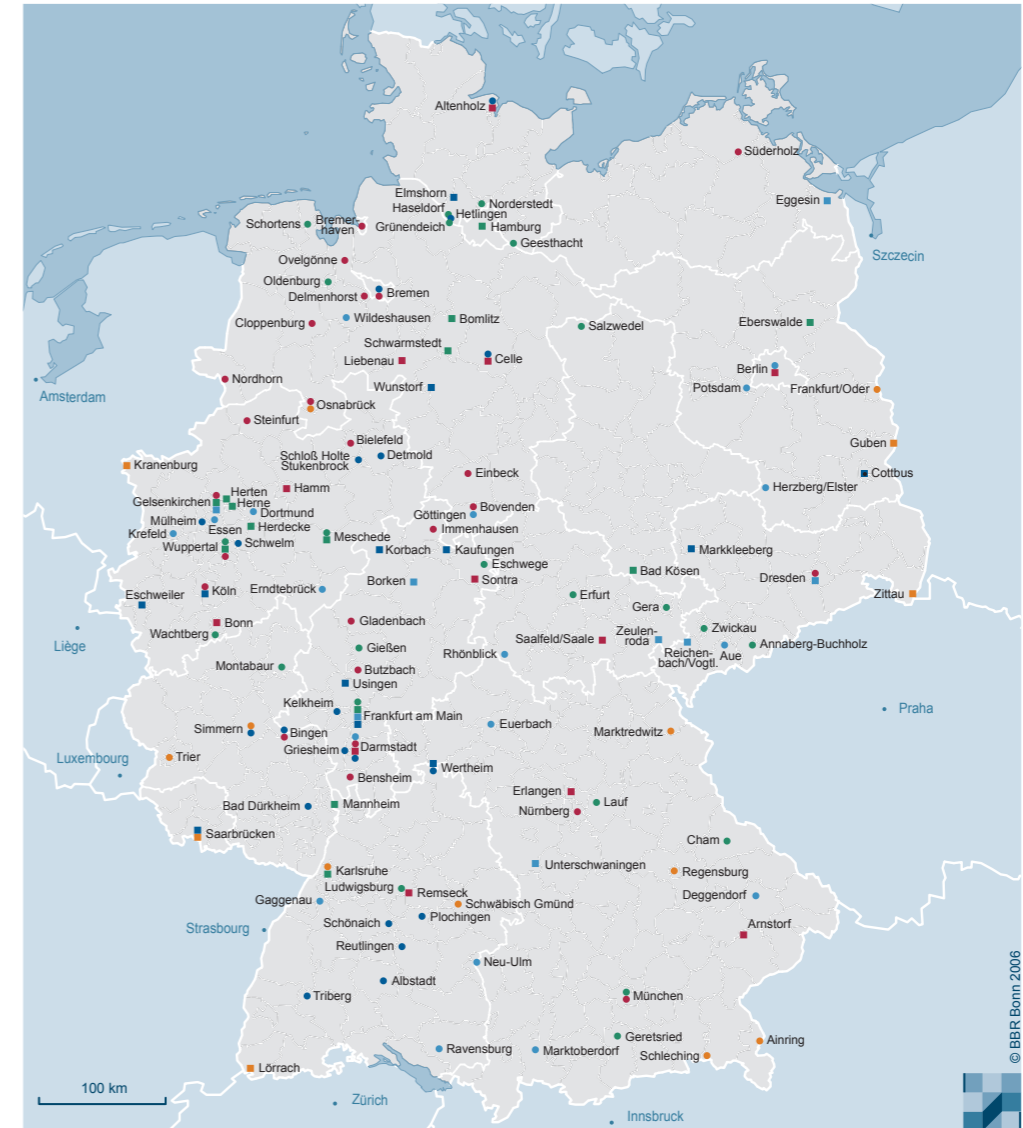 Altenholz
Süderholz
Elmshorn
Haseldorf
Norderstedt
Hetlingen
Eggesin
Schortens
Bremer-
haven
Grünendeich
Hamburg
Geesthacht
Szczecin
Ovelgönne
Oldenburg
Delmenhorst
Bremen
Wildeshausen
Bomlitz
Cloppenburg
Salzwedel
Eberswalde
Schwarmstedt
Liebenau
Celle
Berlin
Nordhorn
Wunstorf
Potsdam
Frankfurt/Oder
Amsterdam
Osnabrück
Steinfurt
Bielefeld
Guben
Schloß Holte
Stukenbrock
Detmold
Kranenburg
Einbeck
Cottbus
Herten
Hamm
Herzberg/Elster
Gelsenkirchen
Herne
Dortmund
Bovenden
Göttingen
Mülheim
Essen
Herdecke
Immenhausen
Krefeld
Meschede
Wuppertal
Schwelm
Korbach
Kaufungen
Markkleeberg
Eschwege
Bad Kösen
Borken
Sontra
Dresden
Köln
Erndtebrück
Erfurt
Zittau
Eschweiler
Gera
Bonn
Gladenbach
Zwickau
Liège
Wachtberg
Saalfeld/Saale
Zeulen-
roda
Reichen-
bach/Vogtl.
Aue
Annaberg-Buchholz
Gießen
Rhönblick
Montabaur
Butzbach
Usingen
Kelkheim
Praha
Frankfurt am Main
Euerbach
Simmern
Bingen
Marktredwitz
Griesheim
Darmstadt
Luxembourg
Trier
Wertheim
Bensheim
Erlangen
Lauf
Bad Dürkheim
Mannheim
Nürnberg
Saarbrücken
Cham
Karlsruhe
Unterschwaningen
Regensburg
Ludwigsburg
Remseck
Deggendorf
Gaggenau
Schwäbisch Gmünd
Plochingen
Schönaich
Arnstorf
Strasbourg
Reutlingen
Neu-Ulm
Albstadt
Triberg
München
Geretsried
Ainring
Ravensburg
Marktoberdorf
Schleching
Lörrach
100 km
Zürich
Innsbruck
© BBR Bonn 2006